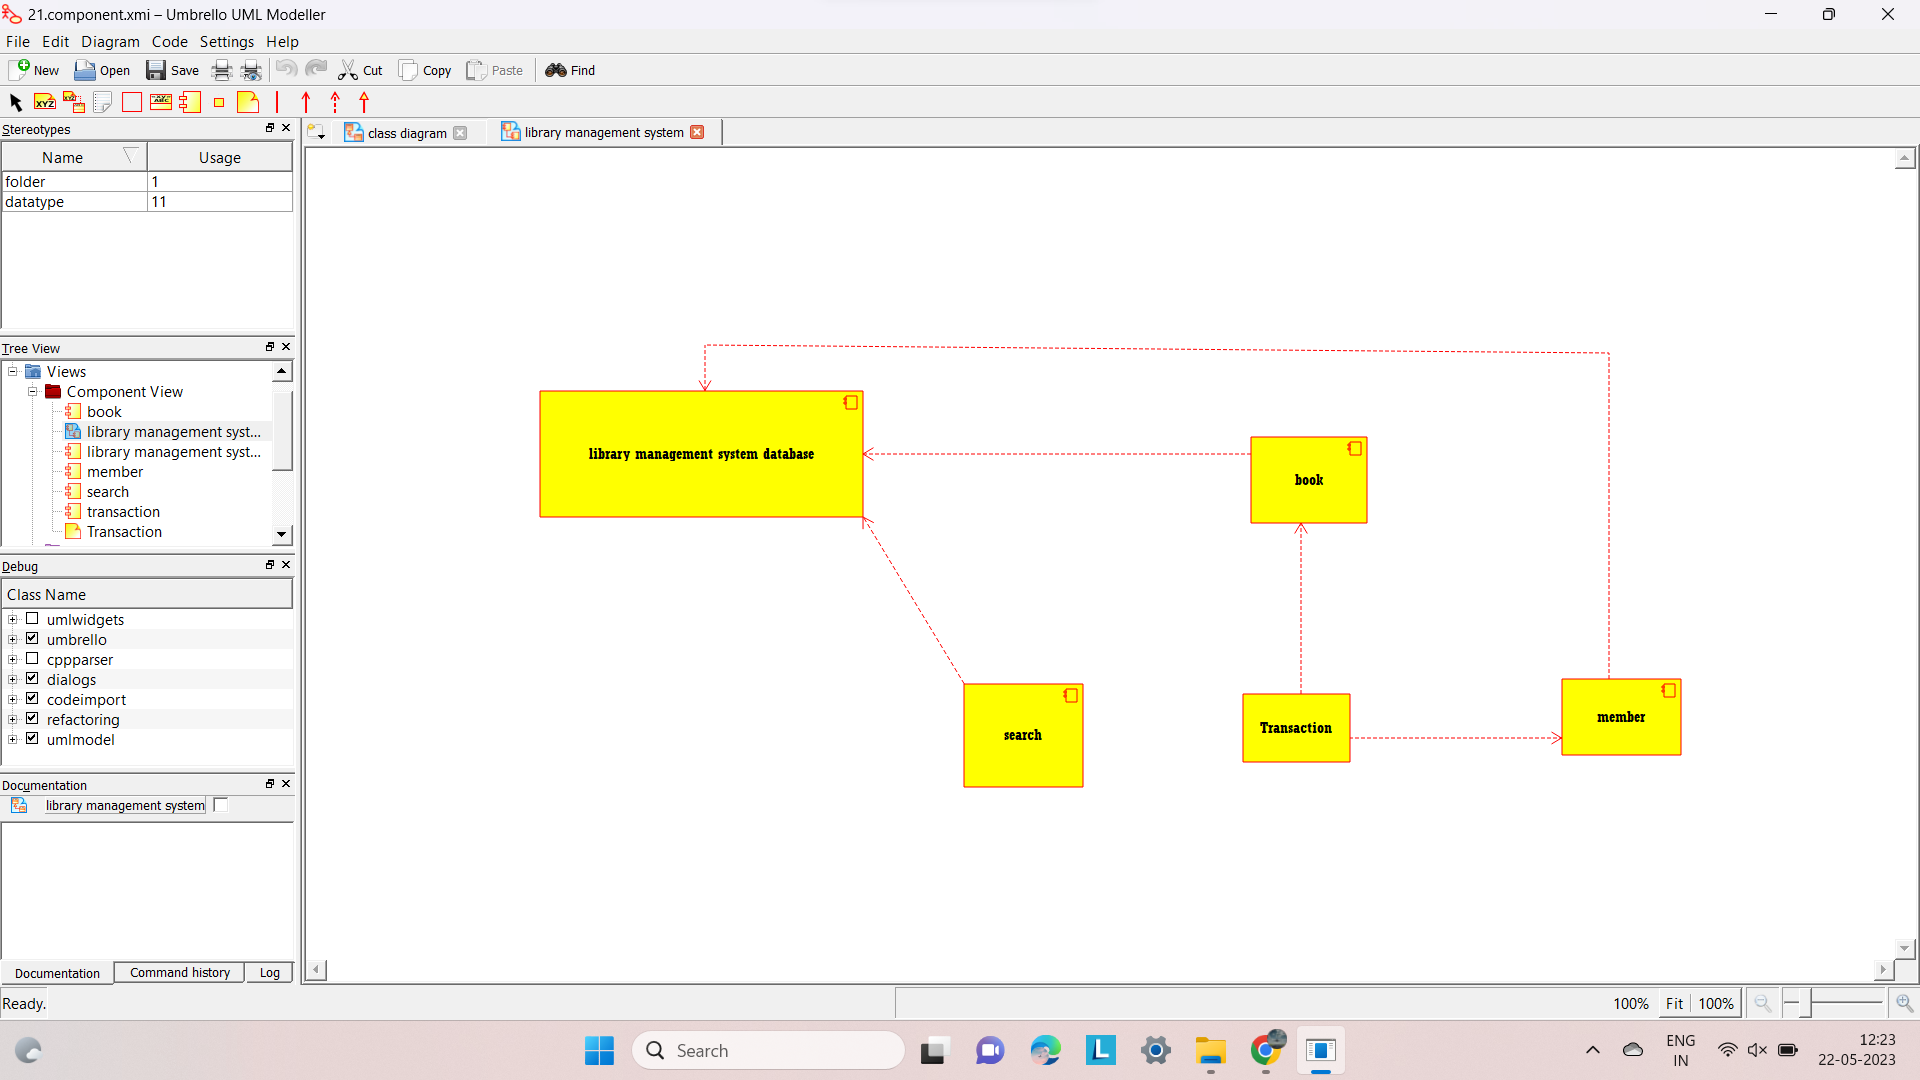 21.component.xmi – Umbrello UML Modeller
File Edit Diagram Code Settings Help
New Open Save Cut Copy Paste Find
XYZ
Stereotypes
class diagram
library management system
Name Usage
folder 1
datatype 11
Tree View
Views
Component View
book
library management syst...
library management syst...
member
search
transaction
Transaction
Debug
Class Name
umlwidgets
umbrello
cppparser
dialogs
codeimport
refactoring
umlmodel
Documentation
library management system
Documentation Command history Log
library management system database
book
search
Transaction
member
Ready.
100% Fit 100%
Search
L
ENG
IN
12:23
22-05-2023